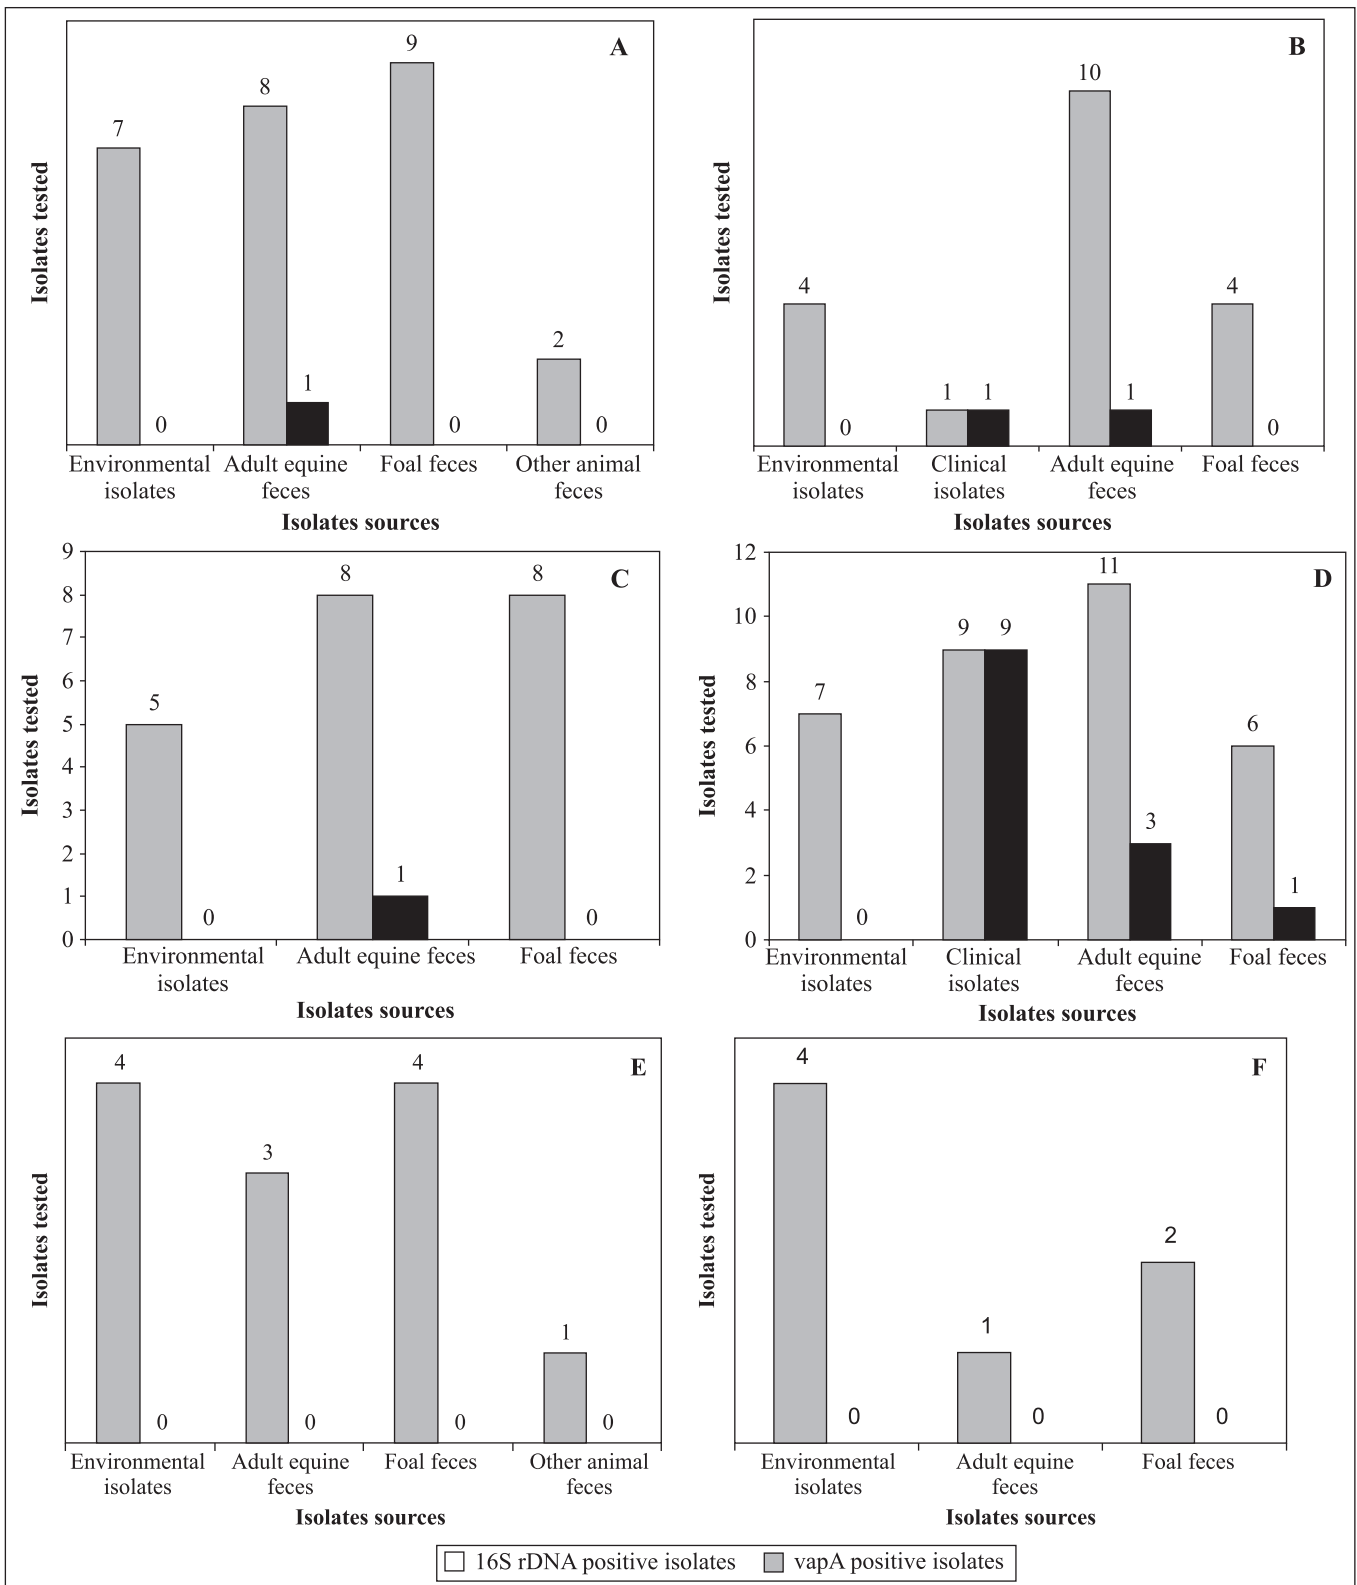 A
9
8
7
2
1
0
0
0
Isolates tested
Environmental
isolates
Adult equine
feces
Foal feces
Other animal
feces
Isolates sources
B
10
4
4
1
1
1
0
0
Isolates tested
Environmental
isolates
Clinical
isolates
Adult equine
feces
Foal feces
Isolates sources
C
9
8
7
6
5
4
3
2
1
0
5
0
8
1
8
0
Isolates tested
Environmental
isolates
Adult equine feces
Foal feces
Isolates sources
D
12
10
8
6
4
2
0
7
0
9
9
11
3
6
1
Isolates tested
Environmental
isolates
Clinical
isolates
Adult equine
feces
Foal feces
Isolates sources
E
4
0
3
0
4
0
1
0
Isolates tested
Environmental
isolates
Adult equine
feces
Foal feces
Other animal
feces
Isolates sources
F
4
0
1
0
2
0
Isolates tested
Environmental
isolates
Adult equine
feces
Foal feces
Isolates sources
16S rDNA positive isolates
vapA positive isolates